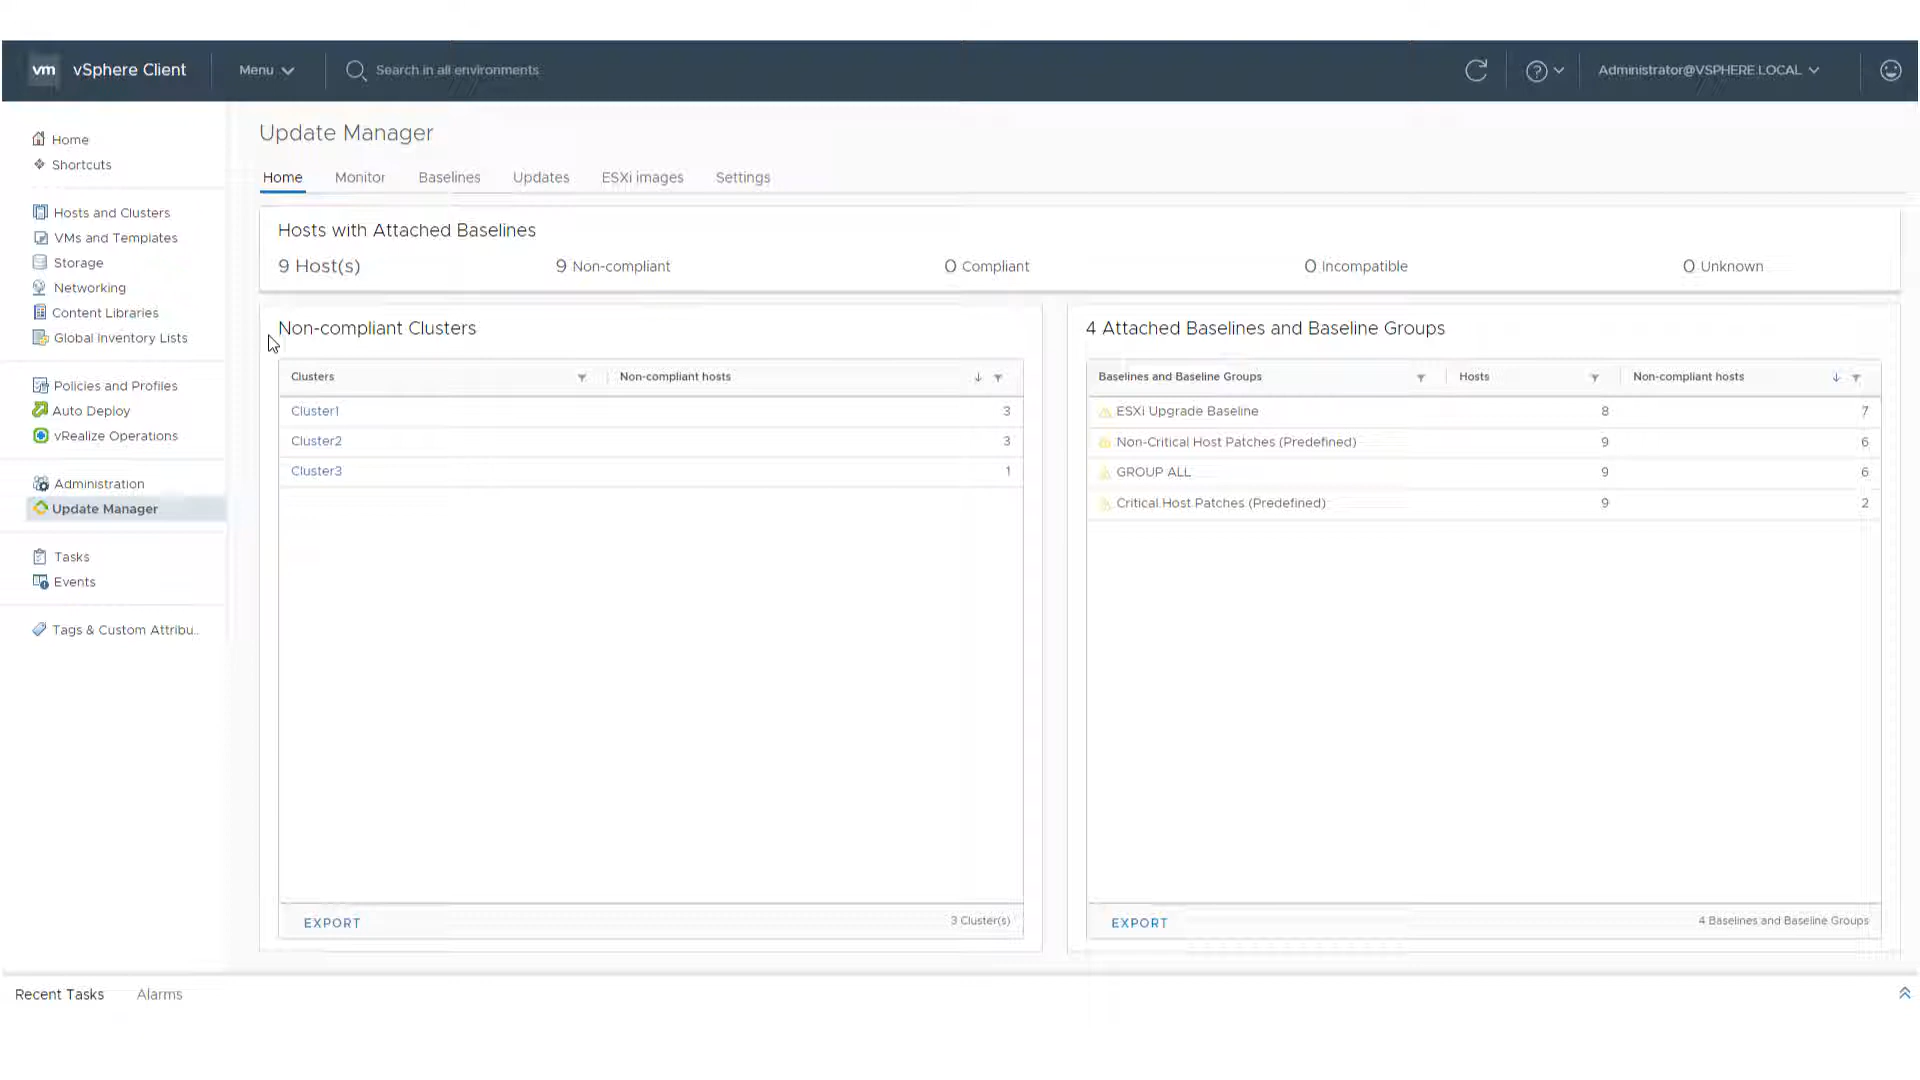 vm vSphere Client Menu Search in all environments Administrator@VSPHERE.LOCAL
Home
Shortcuts
Hosts and Clusters
VMs and Templates
Storage
Networking
Content Libraries
Global Inventory Lists
Policies and Profiles
Auto Deploy
vRealize Operations
Administration
Update Manager
Tasks
Events
Tags & Custom Attribu..
Update Manager
Home Monitor Baselines Updates ESXi images Settings
Hosts with Attached Baselines
9 Host(s) 9 Non-compliant 0 Compliant 0 Incompatible 0 Unknown
Non-compliant Clusters
Clusters Non-compliant hosts
Cluster1 3
Cluster2 3
Cluster3 1
EXPORT 3 Cluster(s)
4 Attached Baselines and Baseline Groups
Baselines and Baseline Groups Hosts Non-compliant hosts
ESXi Upgrade Baseline 8 7
Non-Critical Host Patches (Predefined) 9 6
GROUP ALL 9 6
Critical Host Patches (Predefined) 9 2
EXPORT 4 Baselines and Baseline Groups
Recent Tasks Alarms